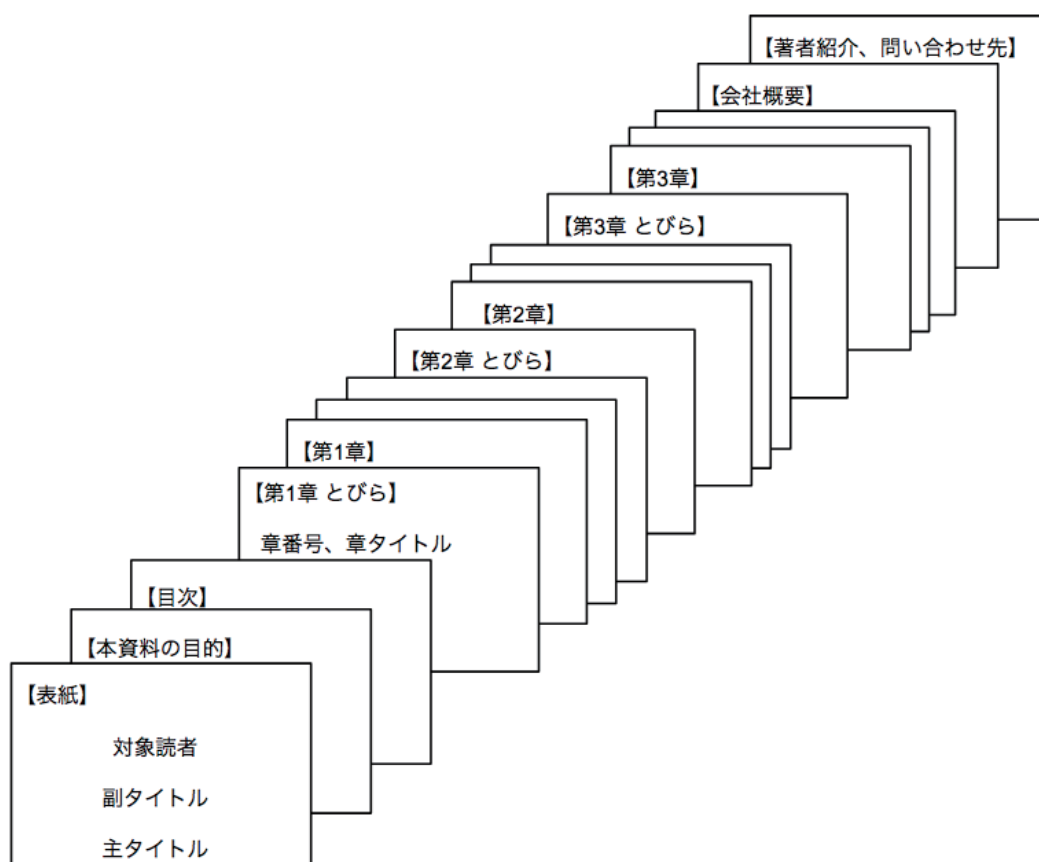 【著者紹介、問い合わせ先】
【会社概要】
【第3章】
【第3章 とびら】
【第2章】
【第2章 とびら】
【第1章】
【第1章 とびら】
章番号、章タイトル
【目次】
【本資料の目的】
【表紙】
対象読者
副タイトル
主タイトル